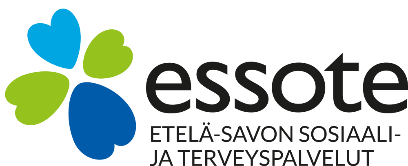 essote
ETELÄ-SAVON SOSIAALI-
JA TERVEYSPALVELUT